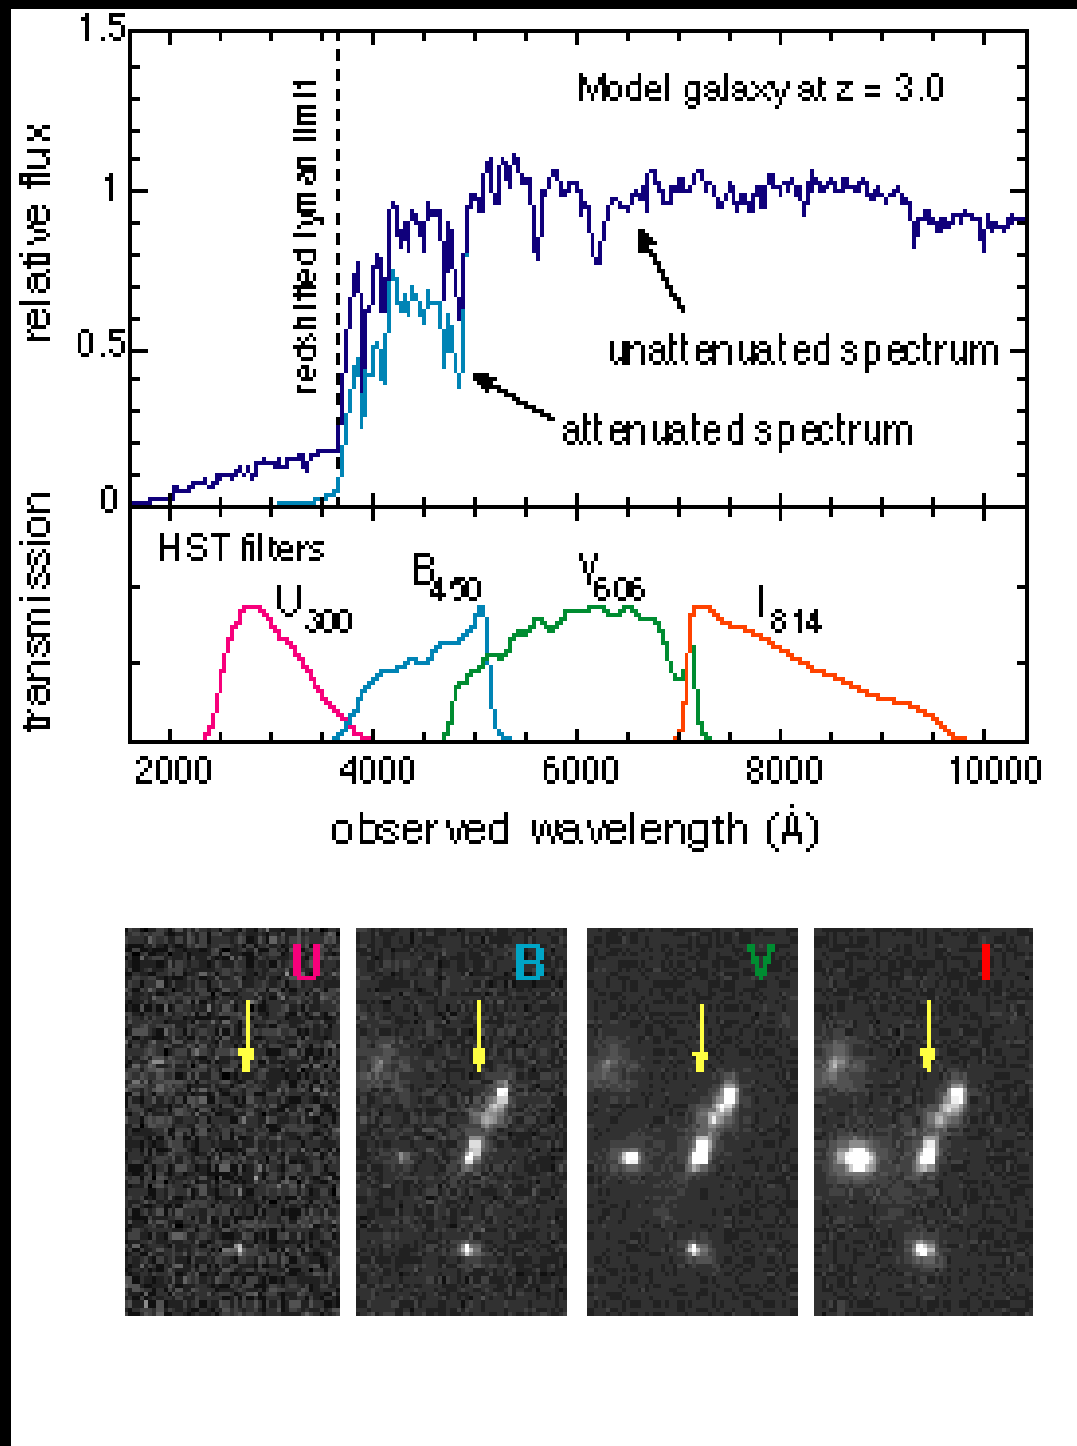 1.5
Model galaxy at z = 3.0
redshifted lyman limit
relative flux
1
unattenuated spectrum
0.5
attenuated spectrum
0
HST filters
transmission
U300
B450
V606
I814
2000 4000 6000 8000 10000
observed wavelength (Å)
U B V I